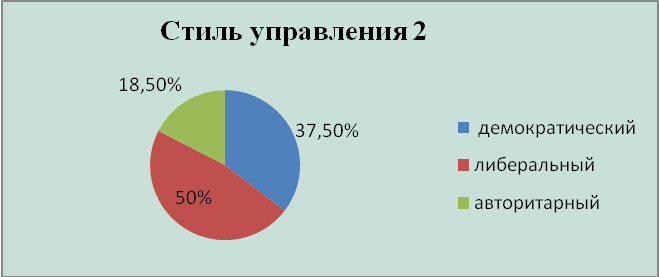 Стиль управления 2
18,50%
37,50%
50%
демократический
либеральный
авторитарный